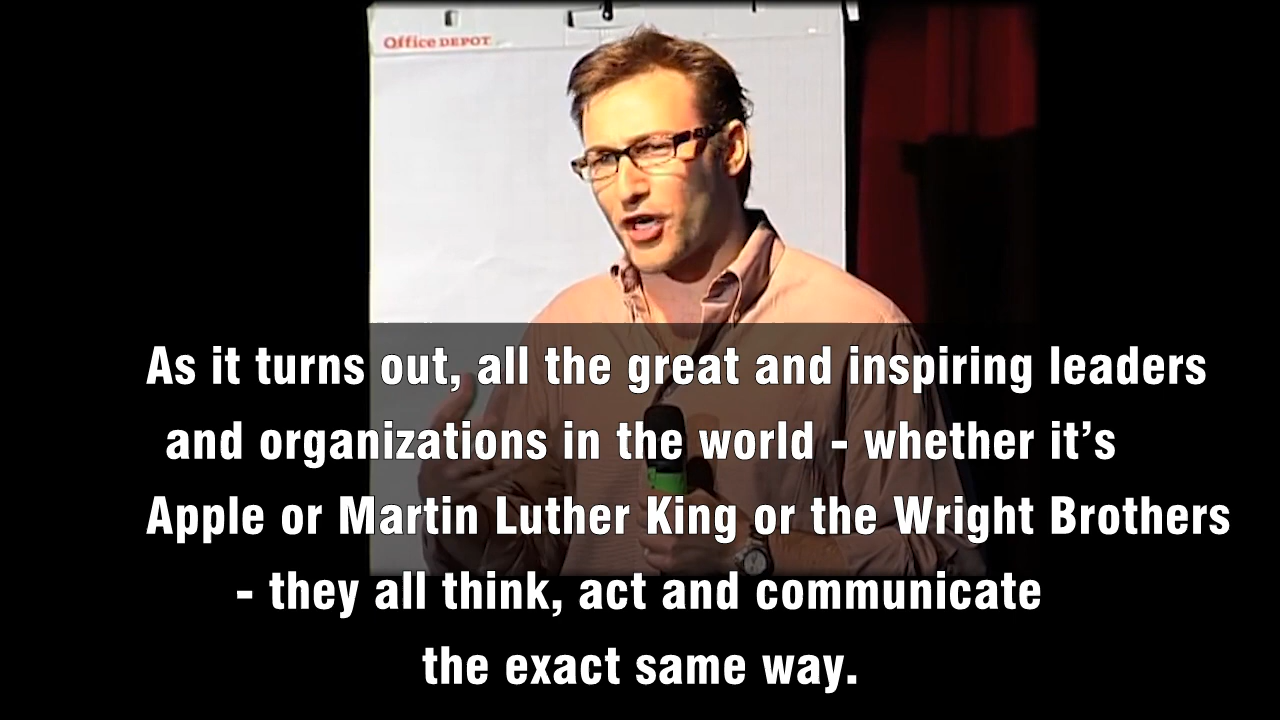 Office DEPOT
As it turns out, all the great and inspiring leaders
and organizations in the world - whether it’s
Apple or Martin Luther King or the Wright Brothers
- they all think, act and communicate
the exact same way.